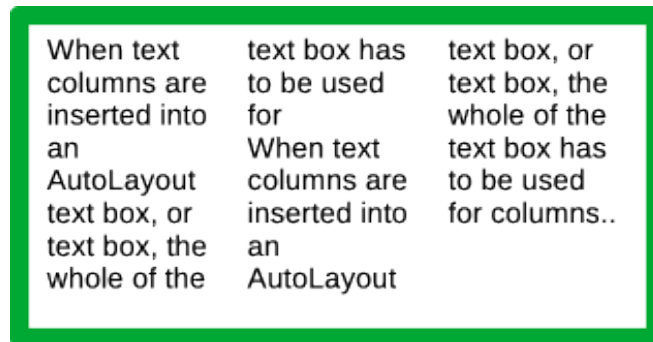 When text
columns are
inserted into
an
AutoLayout
text box, or
text box, the
whole of the
text box has
to be used
for
When text
columns are
inserted into
an
AutoLayout
text box, or
text box, the
whole of the
text box has
to be used
for columns..